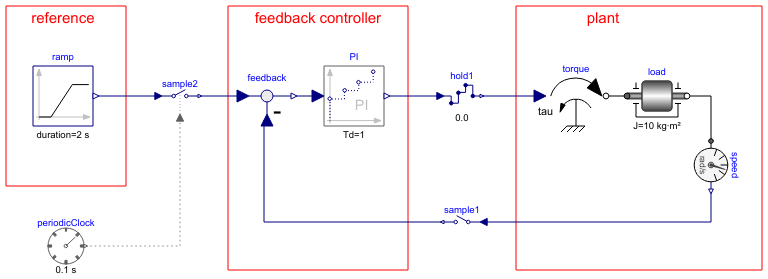 reference
feedback controller
plant
ramp
sample2
feedback
PI
hold1
torque
load
PI
tau
duration=2 s
Td=1
0.0
J=10 kg·m²
rad/s
speed
sample1
periodicClock
0.1 s